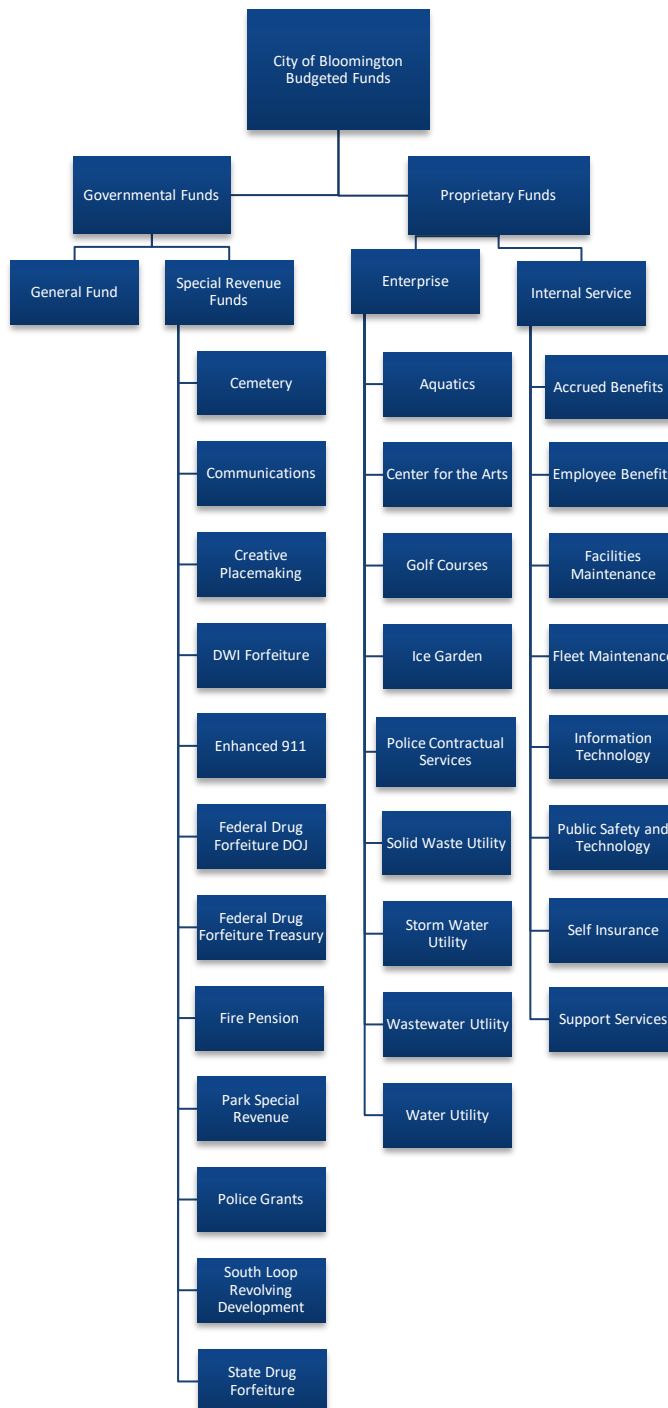 City of Bloomington
Budgeted Funds
Governmental Funds
Proprietary Funds
General Fund
Special Revenue
Funds
Enterprise
Internal Service
Cemetery
Communications
Creative
Placemaking
DWI Forfeiture
Enhanced 911
Federal Drug
Forfeiture DOJ
Federal Drug
Forfeiture Treasury
Fire Pension
Park Special
Revenue
Police Grants
South Loop
Revolving
Development
State Drug
Forfeiture
Aquatics
Center for the Arts
Golf Courses
Ice Garden
Police Contractual
Services
Solid Waste Utility
Storm Water
Utility
Wastewater Utliity
Water Utility
Accrued Benefits
Employee Benefit
Facilities
Maintenance
Fleet Maintenance
Information
Technology
Public Safety and
Technology
Self Insurance
Support Services